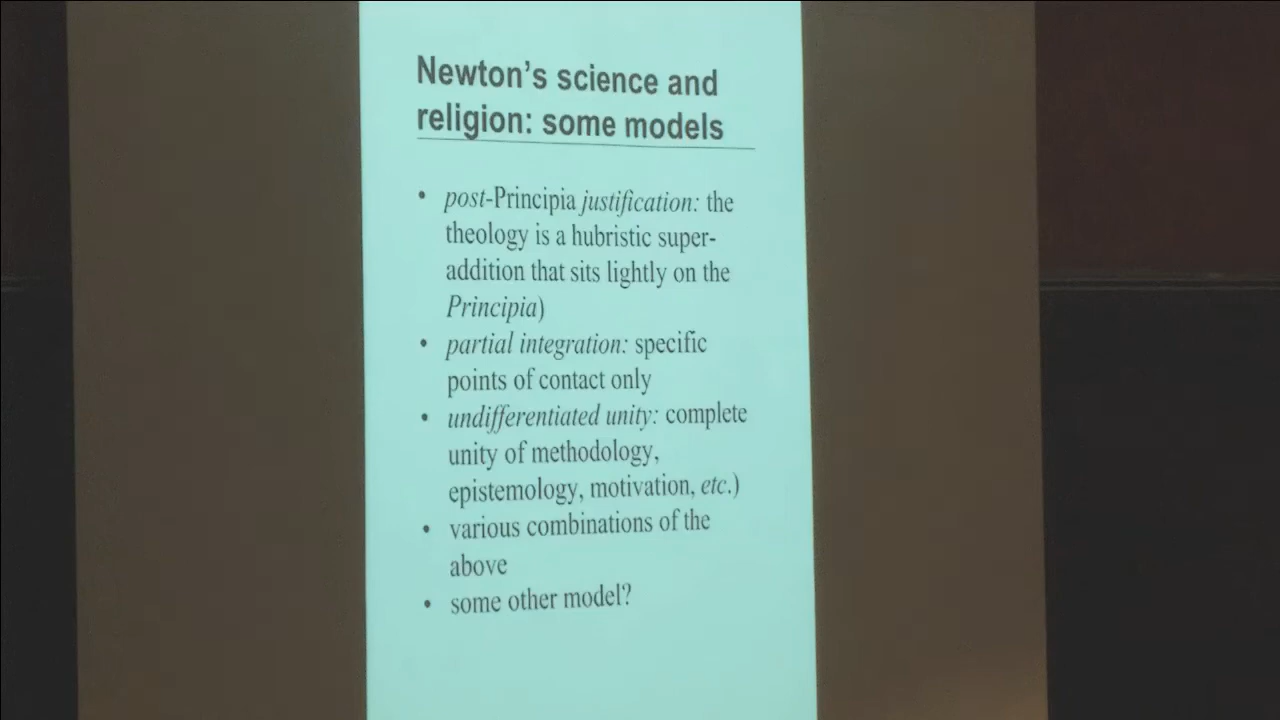 Newton's science and
religion: some models
• post-Principia justification: the
theology is a hubristic super-
addition that sits lightly on the
Principia)
• partial integration: specific
points of contact only
• undifferentiated unity: complete
unity of methodology,
epistemology, motivation, etc.)
• various combinations of the
above
• some other model?